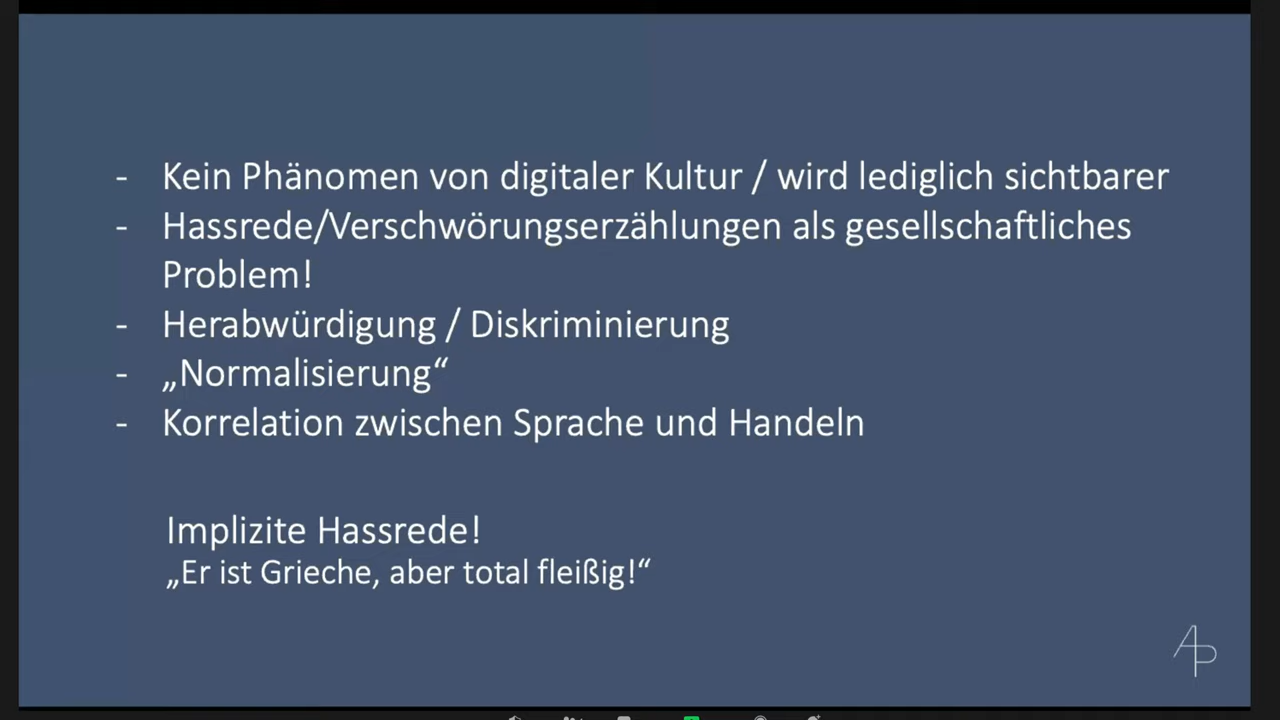 - Kein Phänomen von digitaler Kultur / wird lediglich sichtbarer
- Hassrede/Verschwörungserzählungen als gesellschaftliches
Problem!
- Herabwürdigung / Diskriminierung
- „Normalisierung“
- Korrelation zwischen Sprache und Handeln
Implizite Hassrede!
„Er ist Grieche, aber total fleißig!“
AP